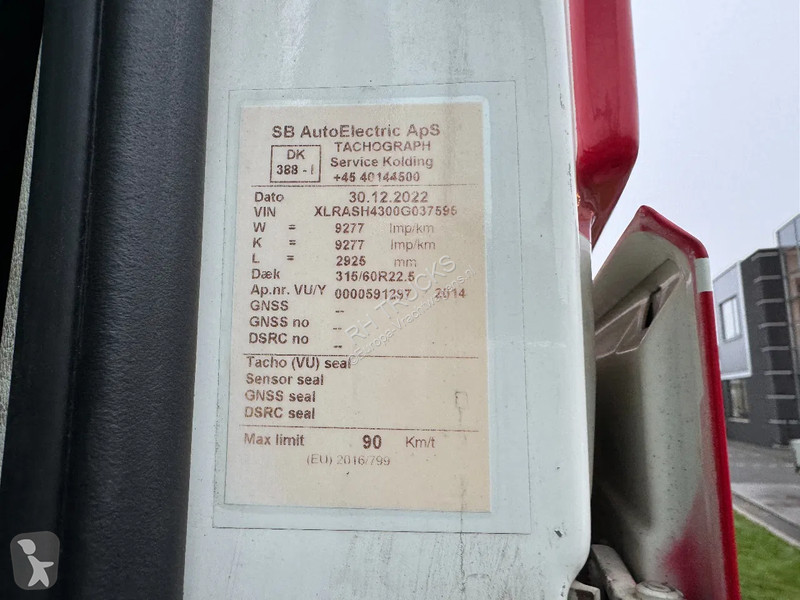 SB AutoElectric ApS
TACHOGRAPH
DK
388 - I
Service Kolding
+45 40144500
Dato 30.12.2022
VIN XLRASH4300G037595
W = 9277 Imp/km
K = 9277 Imp/km
L = 2925 mm
Dæk 315/60R22.5
Ap.nr. VU/Y 0000591297 2014
GNSS --
GNSS no --
DSRC no --
Tacho (VU) seal
Sensor seal
GNSS seal
DSRC seal
Max limit 90 Km/t
(EU) 2016/799
RH TRUCKS